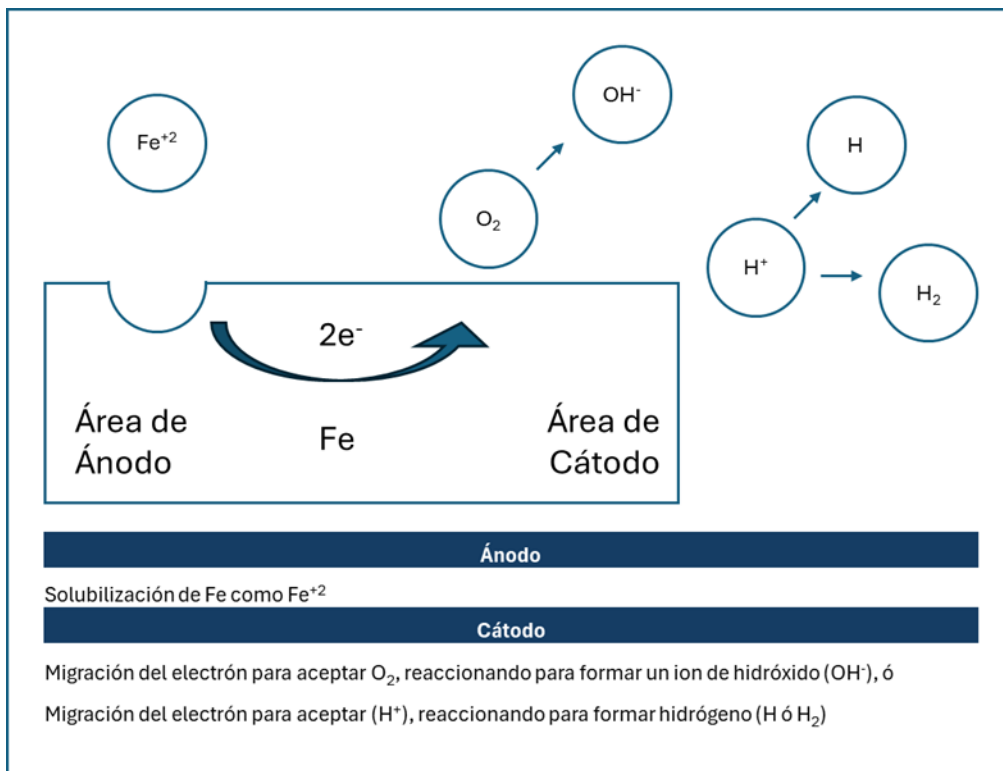 OH⁻
Fe⁺²
H
O₂
H⁺
H₂
2e⁻
Área de
Ánodo
Fe
Área de
Cátodo
Ánodo
Solubilización de Fe como Fe⁺²
Cátodo
Migración del electrón para aceptar O₂, reaccionando para formar un ion de hidróxido (OH⁻), ó
Migración del electrón para aceptar (H⁺), reaccionando para formar hidrógeno (H ó H₂)